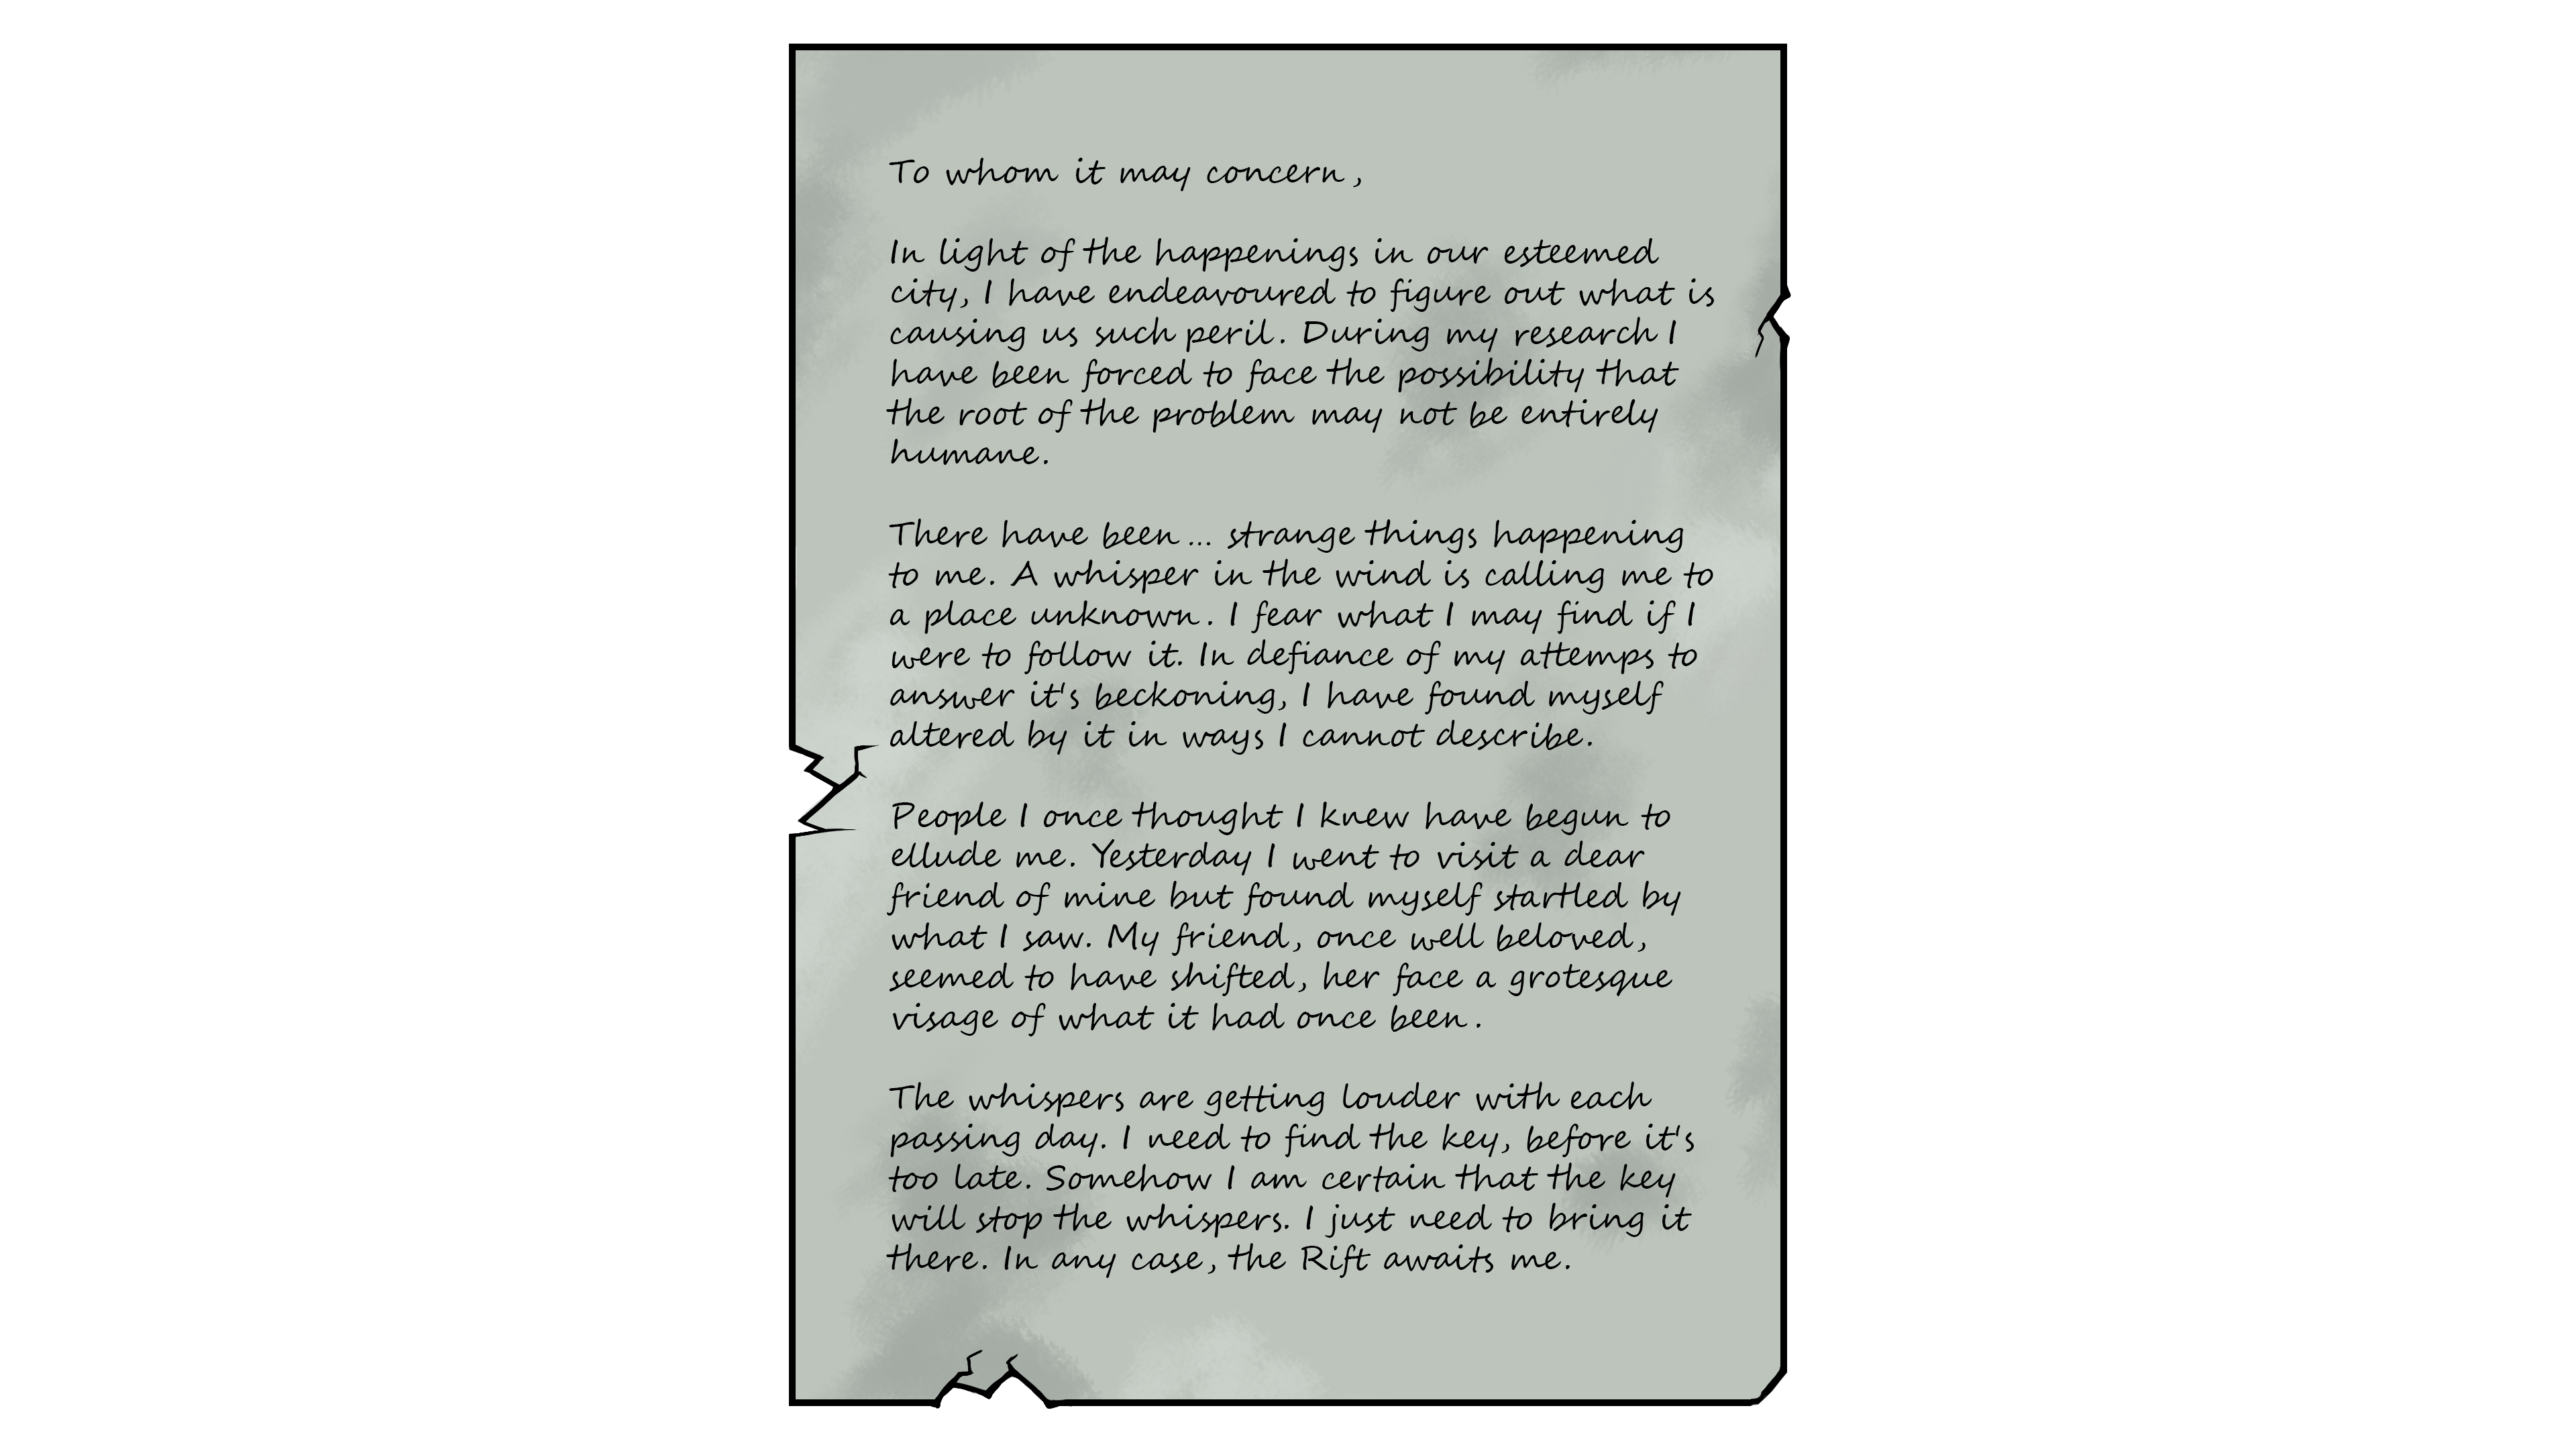 To whom it may concern,
In light of the happenings in our esteemed
city, I have endeavoured to figure out what is
causing us such peril. During my research I
have been forced to face the possibility that
the root of the problem may not be entirely
humane.
There have been... strange things happening
to me. A whisper in the wind is calling me to
a place unknown. I fear what I may find if I
were to follow it. In defiance of my attemps to
answer it's beckoning, I have found myself
altered by it in ways I cannot describe.
People I once thought I knew have begun to
ellude me. Yesterday I went to visit a dear
friend of mine but found myself startled by
what I saw. My friend, once well beloved,
seemed to have shifted, her face a grotesque
visage of what it had once been.
The whispers are getting louder with each
passing day. I need to find the key, before it's
too late. Somehow I am certain that the key
will stop the whispers. I just need to bring it
there. In any case, the Rift awaits me.